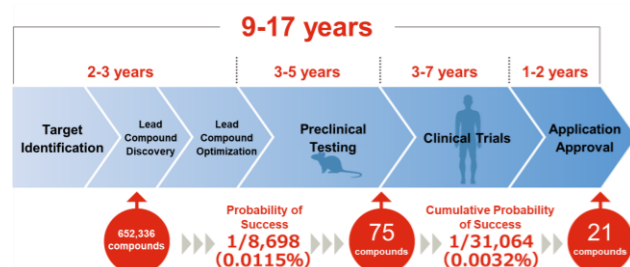 9-17 years
2-3 years
3-5 years
3-7 years
1-2 years
Target
Identification
Lead
Compound
Discovery
Lead
Compound
Optimization
Preclinical
Testing
Clinical Trials
Application
Approval
652,336
compounds
Probability of
Success
1/8,698
(0.0115%)
75
compounds
Cumulative Probability
of Success
1/31,064
(0.0032%)
21
compounds